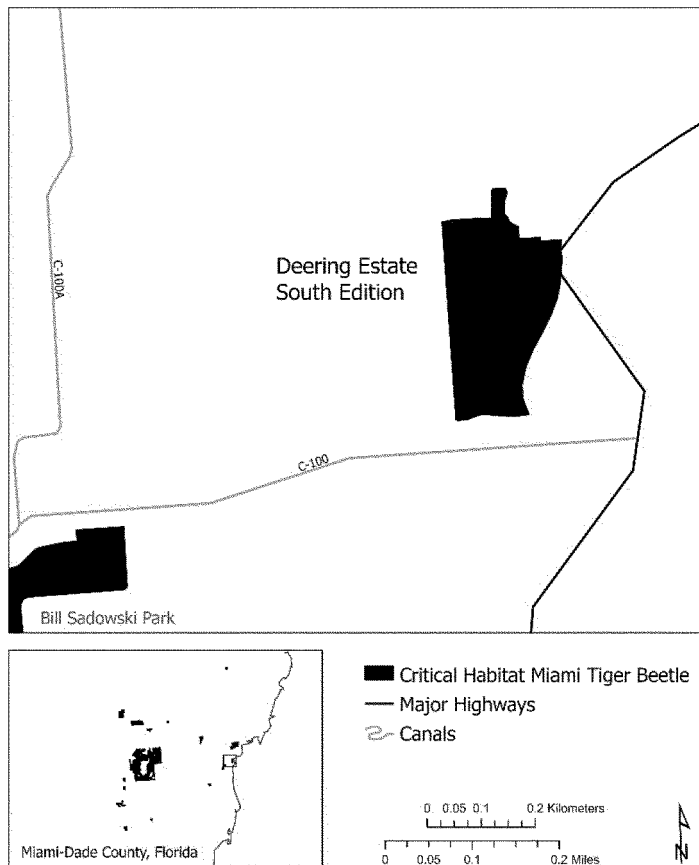 C-100A
Deering Estate
South Edition
C-100
Bill Sadowski Park
Critical Habitat Miami Tiger Beetle
Major Highways
Canals
Miami-Dade County, Florida
0 0.05 0.1 0.2 Kilometers
0 0.05 0.1 0.2 Miles
N